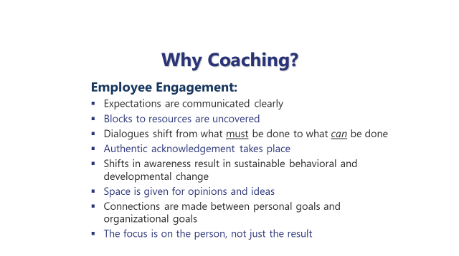 Why Coaching?
Employee Engagement:
▪ Expectations are communicated clearly
▪ Blocks to resources are uncovered
▪ Dialogues shift from what must be done to what can be done
▪ Authentic acknowledgement takes place
▪ Shifts in awareness result in sustainable behavioral and
developmental change
▪ Space is given for opinions and ideas
▪ Connections are made between personal goals and
organizational goals
▪ The focus is on the person, not just the result